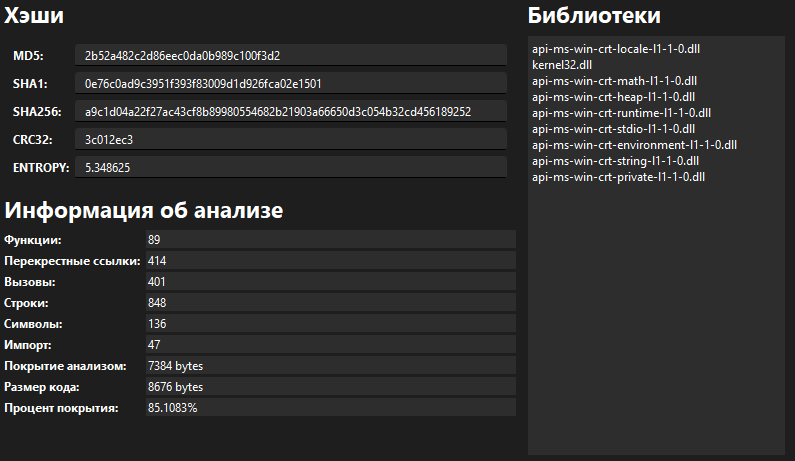 Хэши
MD5: 2b52a482c2d86eec0da0b989c100f3d2
SHA1: 0e76c0ad9c3951f393f83009d1d926fca02e1501
SHA256: a9c1d04a22f27ac43cf8b89980554682b21903a66650d3c054b32cd456189252
CRC32: 3c012ec3
ENTROPY: 5.348625
Информация об анализе
Функции: 89
Перекрестные ссылки: 414
Вызовы: 401
Строки: 848
Символы: 136
Импорт: 47
Покрытие анализом: 7384 bytes
Размер кода: 8676 bytes
Процент покрытия: 85.1083%
Библиотеки
api-ms-win-crt-locale-l1-1-0.dll
kernel32.dll
api-ms-win-crt-math-l1-1-0.dll
api-ms-win-crt-heap-l1-1-0.dll
api-ms-win-crt-runtime-l1-1-0.dll
api-ms-win-crt-stdio-l1-1-0.dll
api-ms-win-crt-environment-l1-1-0.dll
api-ms-win-crt-string-l1-1-0.dll
api-ms-win-crt-private-l1-1-0.dll